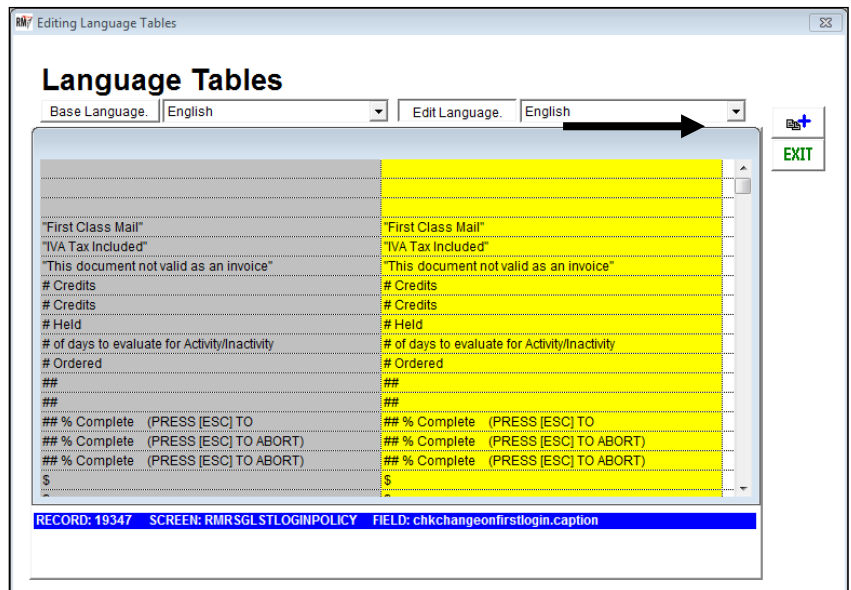 RM7 Editing Language Tables
Language Tables
Base Language. English Edit Language. English
EXIT
"First Class Mail" "First Class Mail"
"IVA Tax Included" "IVA Tax Included"
"This document not valid as an invoice" "This document not valid as an invoice"
# Credits # Credits
# Credits # Credits
# Held # Held
# of days to evaluate for Activity/Inactivity # of days to evaluate for Activity/Inactivity
# Ordered # Ordered
## ##
## ##
## % Complete (PRESS [ESC] TO ## % Complete (PRESS [ESC] TO
## % Complete (PRESS [ESC] TO ABORT) ## % Complete (PRESS [ESC] TO ABORT)
## % Complete (PRESS [ESC] TO ABORT) ## % Complete (PRESS [ESC] TO ABORT)
$ $
RECORD: 19347 SCREEN: RMRSGLSTLOGINPOLICY FIELD: chkchangeonfirstlogin.caption